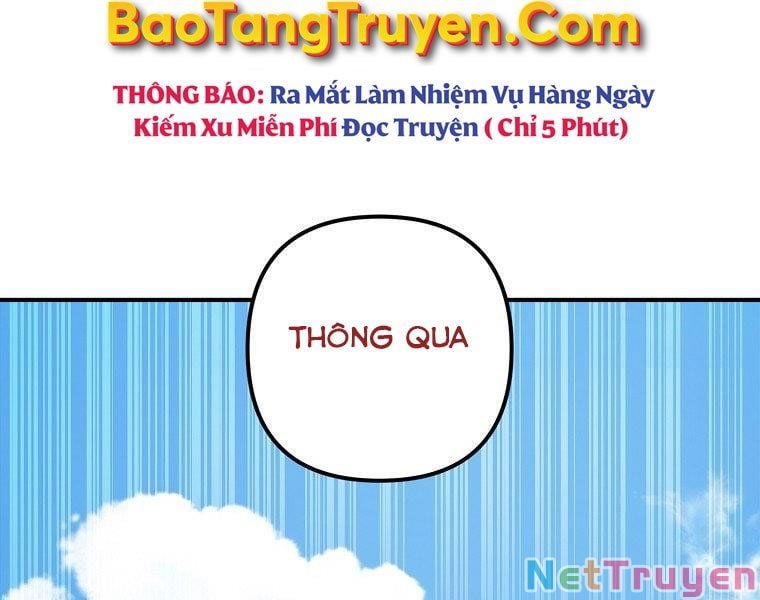 BaoTangTruyen.Com
THÔNG BÁO: Ra Mắt Làm Nhiệm Vụ Hàng Ngày
Kiếm Xu Miễn Phí Đọc Truyện ( Chỉ 5 Phút)
THÔNG QUA
NetTruyen